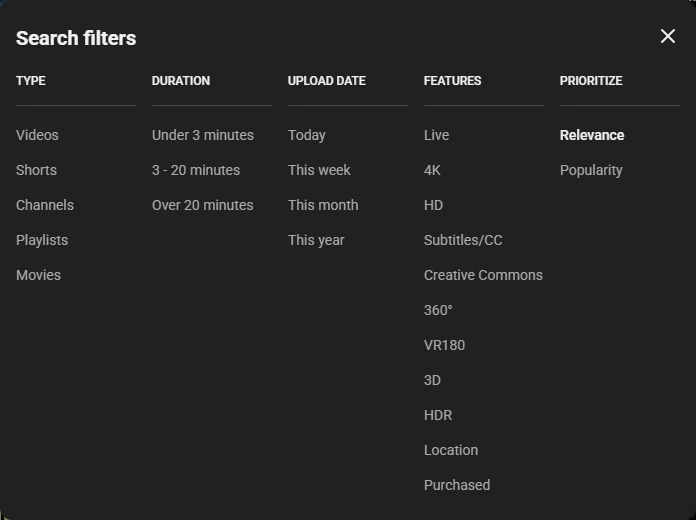 Search filters
TYPE
Videos
Shorts
Channels
Playlists
Movies
DURATION
Under 3 minutes
3 - 20 minutes
Over 20 minutes
UPLOAD DATE
Today
This week
This month
This year
FEATURES
Live
4K
HD
Subtitles/CC
Creative Commons
360°
VR180
3D
HDR
Location
Purchased
PRIORITIZE
Relevance
Popularity